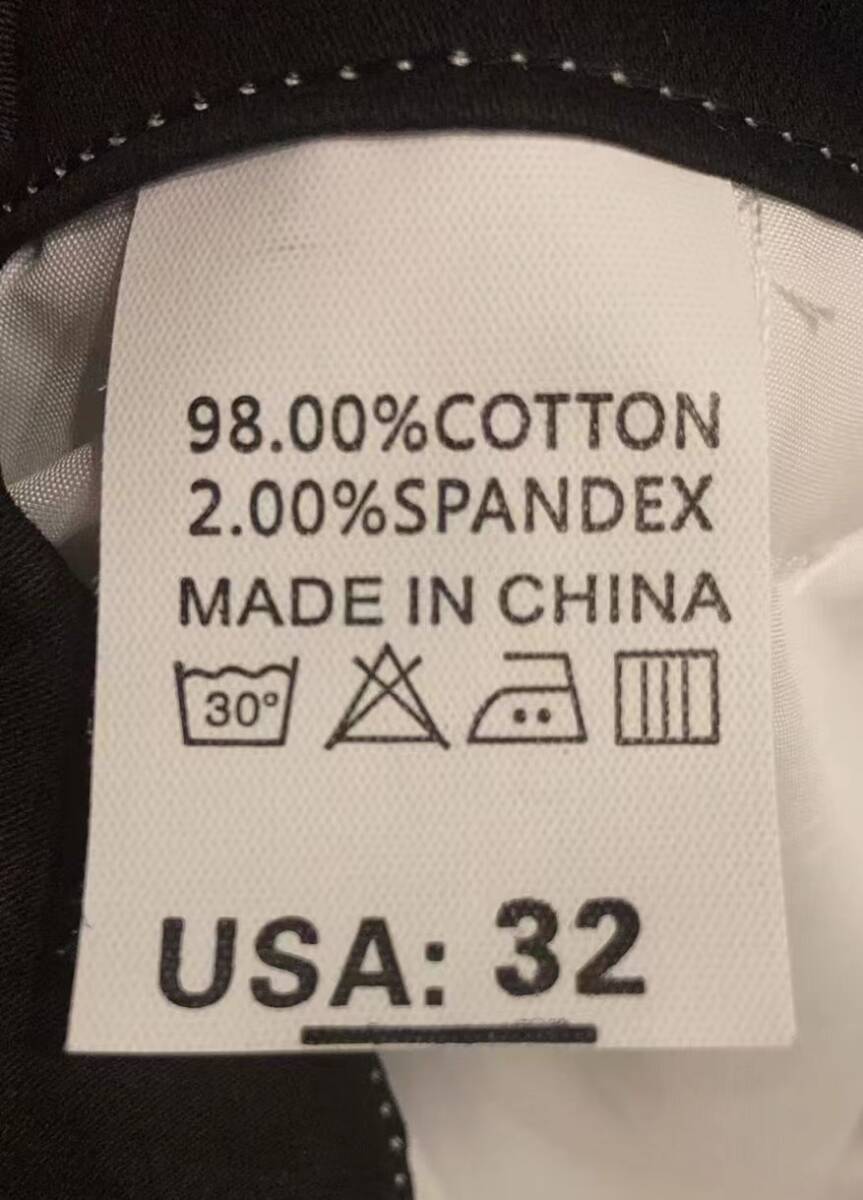 98.00%COTTON
2.00%SPANDEX
MADE IN CHINA
30°
USA: 32